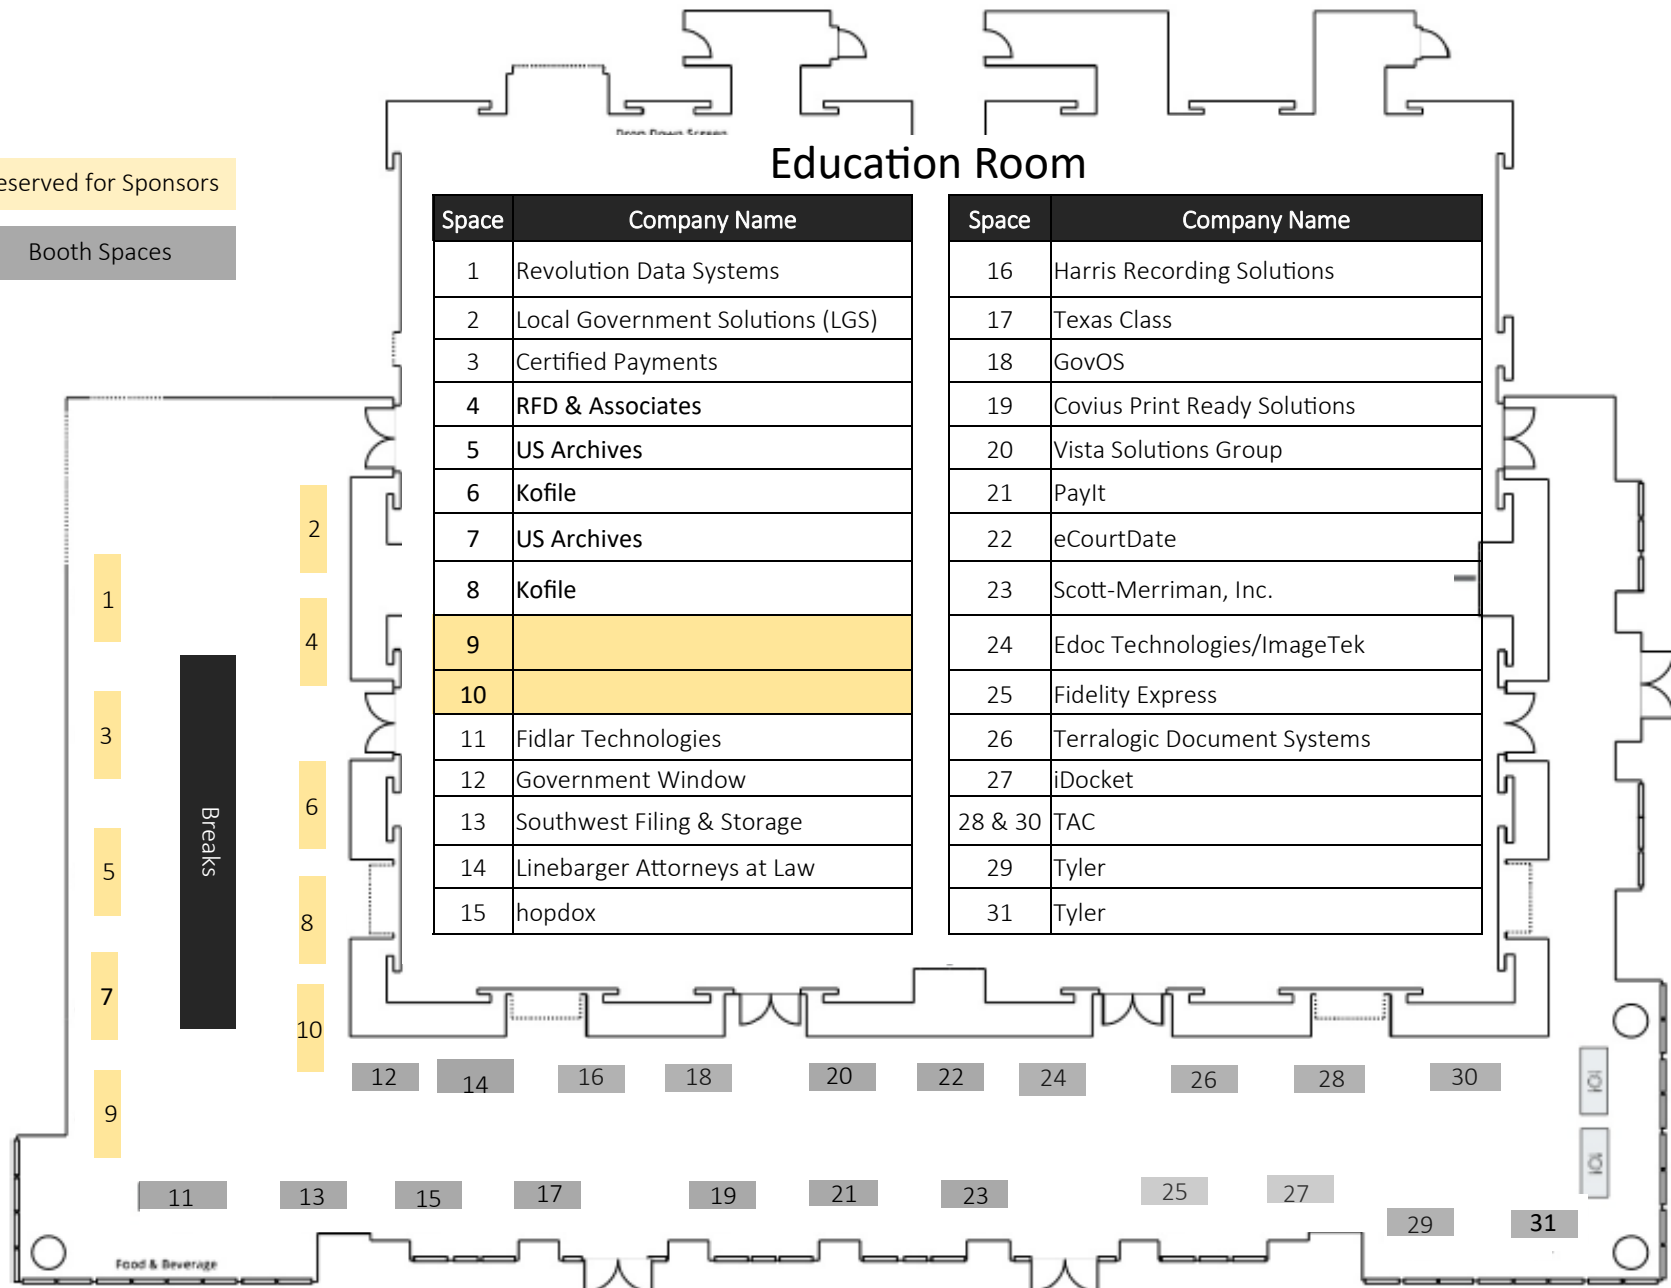 Drop Down Screen
Education Room
eserved for Sponsors
Booth Spaces
Space Company Name
1 Revolution Data Systems
2 Local Government Solutions (LGS)
3 Certified Payments
4 RFD & Associates
5 US Archives
6 Kofile
7 US Archives
8 Kofile
9
10
11 Fidlar Technologies
12 Government Window
13 Southwest Filing & Storage
14 Linebarger Attorneys at Law
15 hopdox
Space Company Name
16 Harris Recording Solutions
17 Texas Class
18 GovOS
19 Covius Print Ready Solutions
20 Vista Solutions Group
21 PayIt
22 eCourtDate
23 Scott-Merriman, Inc.
24 Edoc Technologies/ImageTek
25 Fidelity Express
26 Terralogic Document Systems
27 iDocket
28 & 30 TAC
29 Tyler
31 Tyler
2
1
4
3
Breaks
6
5
8
7
10
9
12 14 16 18 20 22 24 26 28 30
11 13 15 17 19 21 23 25 27 29 31
Food & Beverage